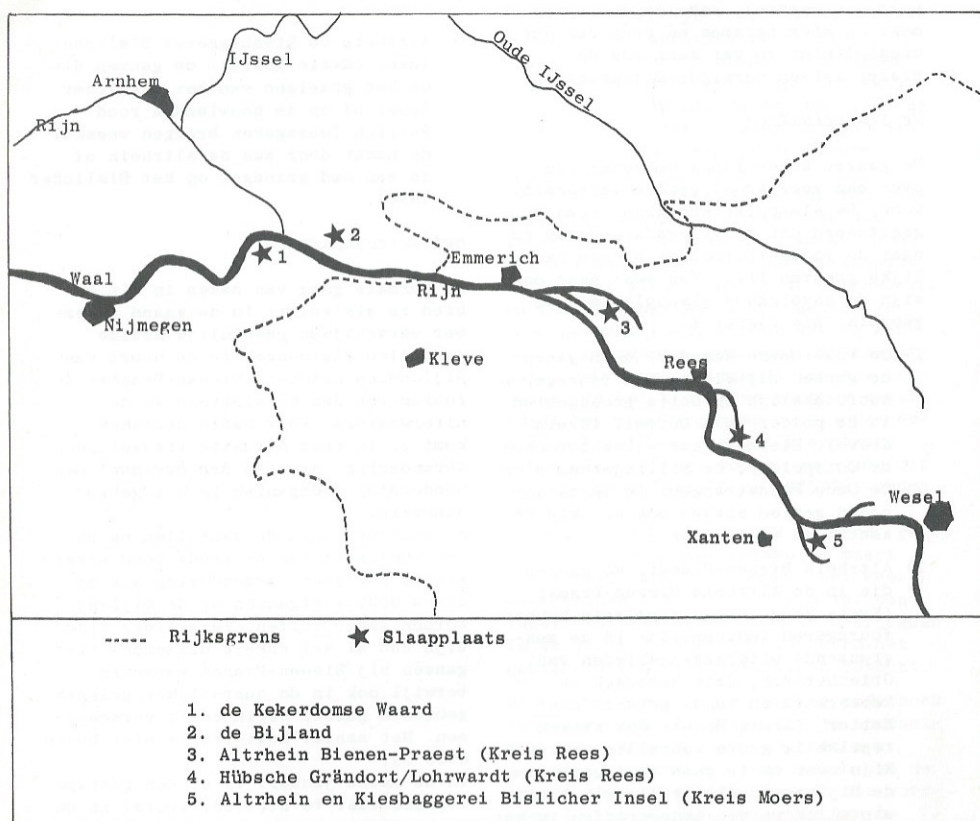 IJssel
Oude IJssel
Arnhem
Rijn
2
1
Emmerich
Waal
Rijn
3
Nijmegen
Kleve
Rees
4
Wesel
Xanten
5
----- Rijksgrens ★ Slaapplaats
1. de Kekerdomse Waard
2. de Bijland
3. Altrhein Bienen-Praest (Kreis Rees)
4. Hübsche Grändort/Lohrwardt (Kreis Rees)
5. Altrhein en Kiesbaggerei Bislicher Insel (Kreis Moers)